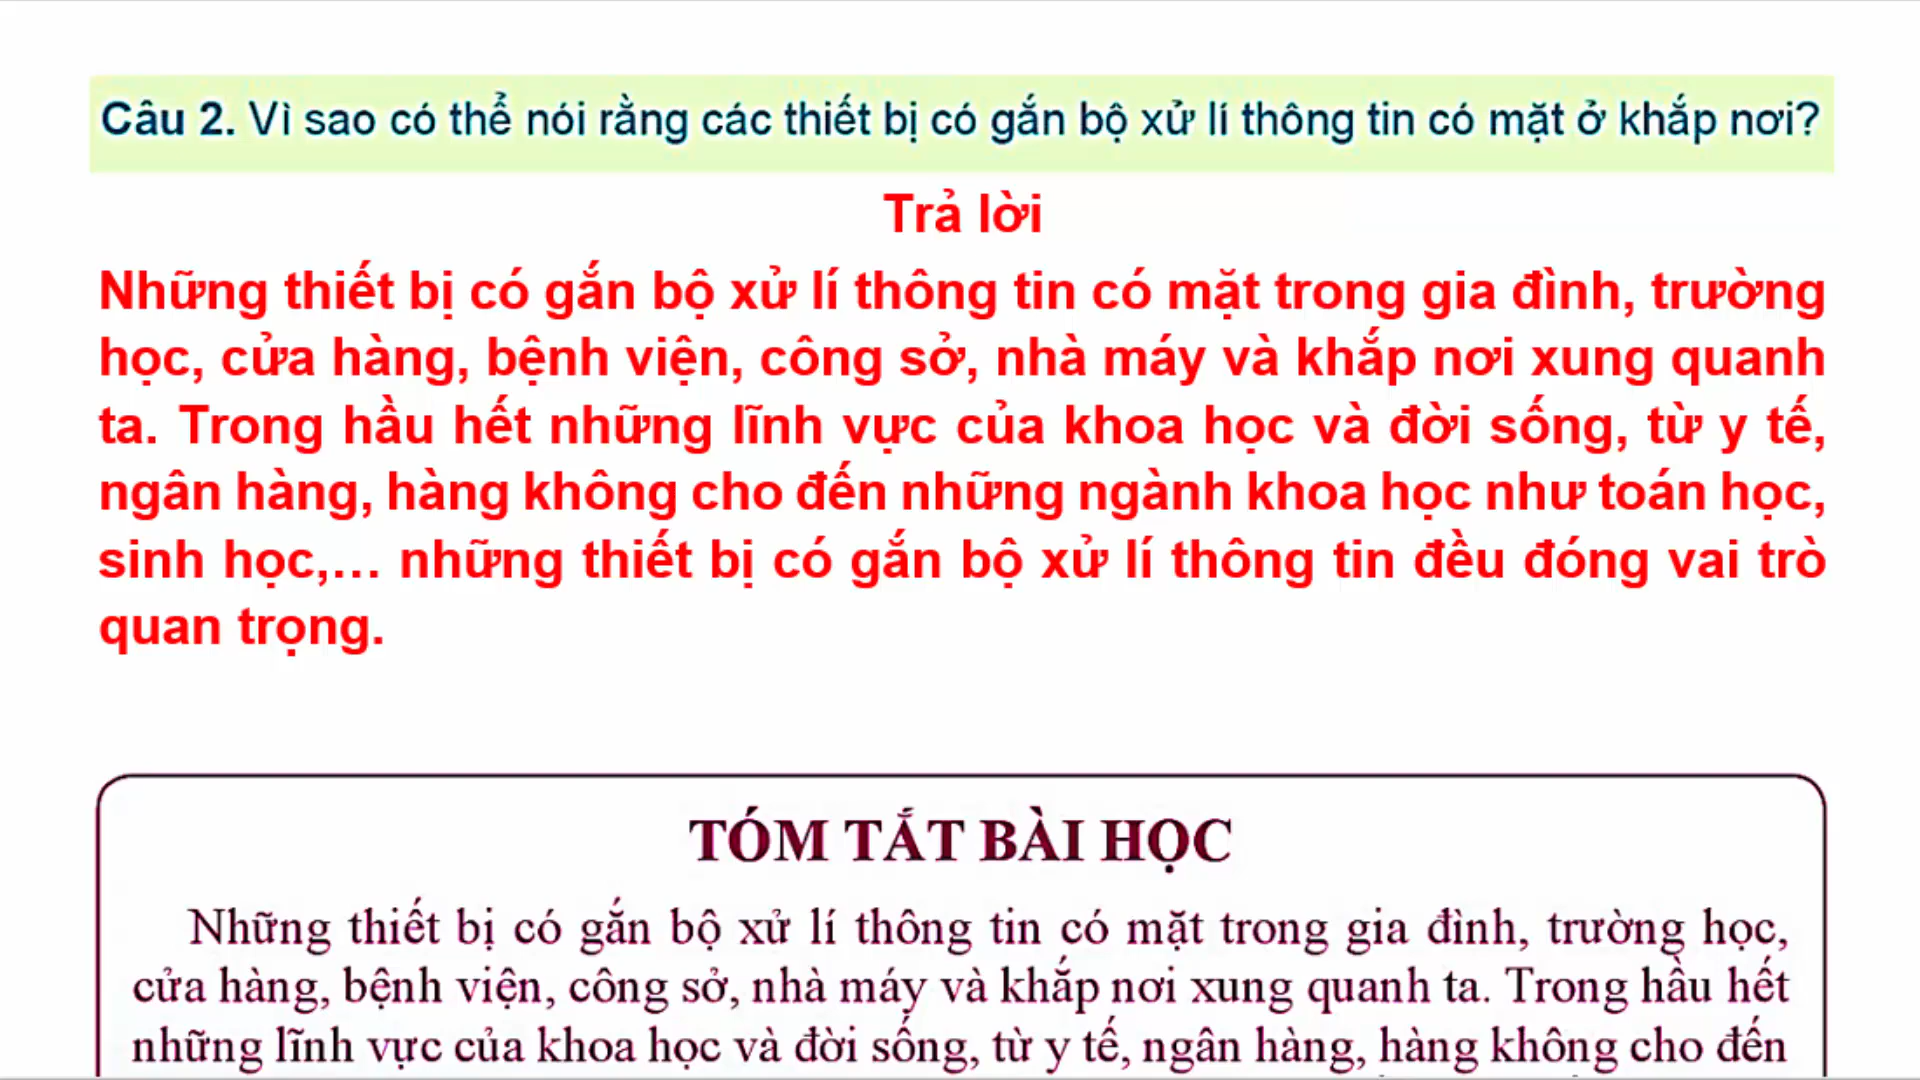 Câu 2. Vì sao có thể nói rằng các thiết bị có gắn bộ xử lí thông tin có mặt ở khắp nơi?
Trả lời
Những thiết bị có gắn bộ xử lí thông tin có mặt trong gia đình, trường
học, cửa hàng, bệnh viện, công sở, nhà máy và khắp nơi xung quanh
ta. Trong hầu hết những lĩnh vực của khoa học và đời sống, từ y tế,
ngân hàng, hàng không cho đến những ngành khoa học như toán học,
sinh học,... những thiết bị có gắn bộ xử lí thông tin đều đóng vai trò
quan trọng.
TÓM TẮT BÀI HỌC
Những thiết bị có gắn bộ xử lí thông tin có mặt trong gia đình, trường học,
cửa hàng, bệnh viện, công sở, nhà máy và khắp nơi xung quanh ta. Trong hầu hết
những lĩnh vực của khoa học và đời sống, từ y tế, ngân hàng, hàng không cho đến